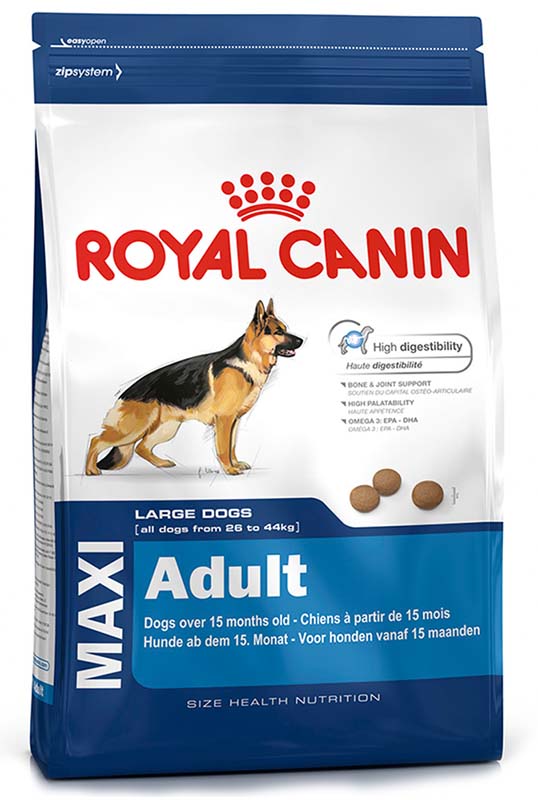 easyopen
zipsystem
ROYAL CANIN
High digestibility
Haute digestibilité
BONE & JOINT SUPPORT
SOUTIEN DU CAPITAL OSTÉO-ARTICULAIRE
HIGH PALATABILITY
HAUTE APPÉTENCE
OMEGA 3: EPA - DHA
OMÉGA 3 : EPA - DHA
LARGE DOGS
[all dogs from 26 to 44kg]
MAXI
Adult
Dogs over 15 months old - Chiens à partir de 15 mois
Hunde ab dem 15. Monat - Voor honden vanaf 15 maanden
SIZE HEALTH NUTRITION
Adult